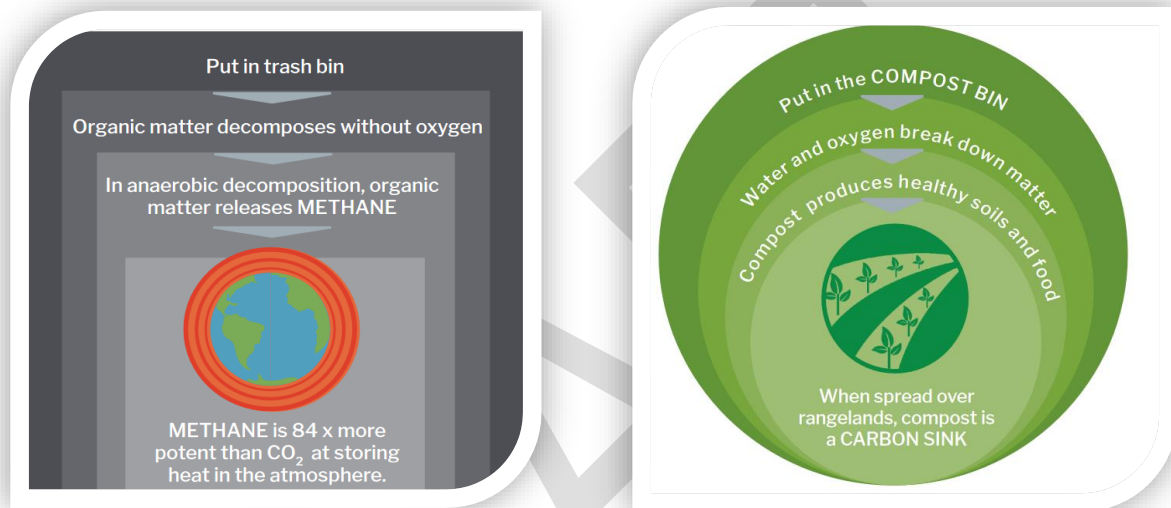 Put in trash bin
Organic matter decomposes without oxygen
In anaerobic decomposition, organic
matter releases METHANE
METHANE is 84 x more
potent than CO₂ at storing
heat in the atmosphere.
Put in the COMPOST BIN
Water and oxygen break down matter
Compost produces healthy soils and food
When spread over
rangelands, compost is
a CARBON SINK